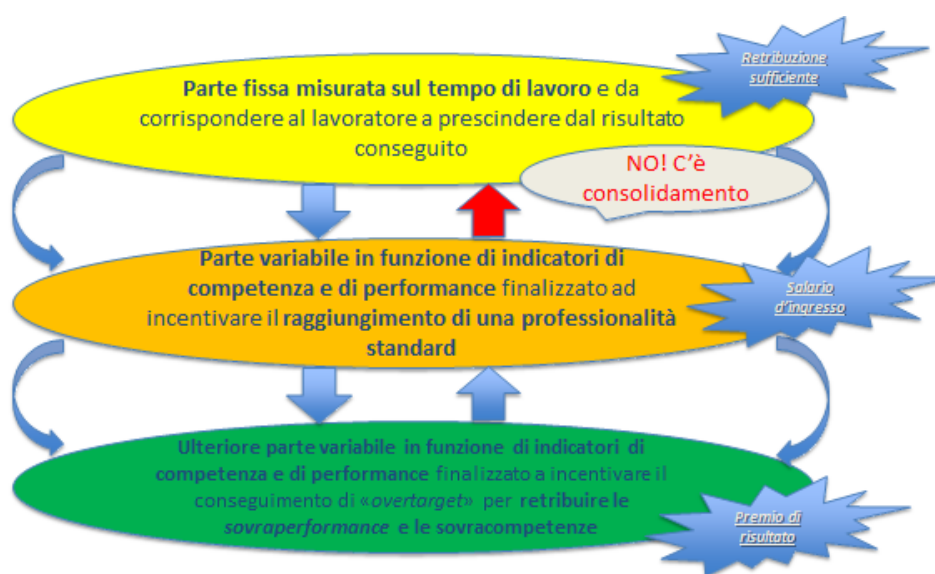 Retribuzione
sufficiente
Parte fissa misurata sul tempo di lavoro e da
corrispondere al lavoratore a prescindere dal risultato
conseguito
NO! C'è
consolidamento
Parte variabile in funzione di indicatori di
competenza e di performance finalizzato ad
incentivare il raggiungimento di una professionalità
standard
Salario
d'ingresso
Ulteriore parte variabile in funzione di indicatori di
competenza e di performance finalizzato a incentivare il
conseguimento di «overtarget» per retribuire le
sovraperformance e le sovracompetenze
Premio di
risultato